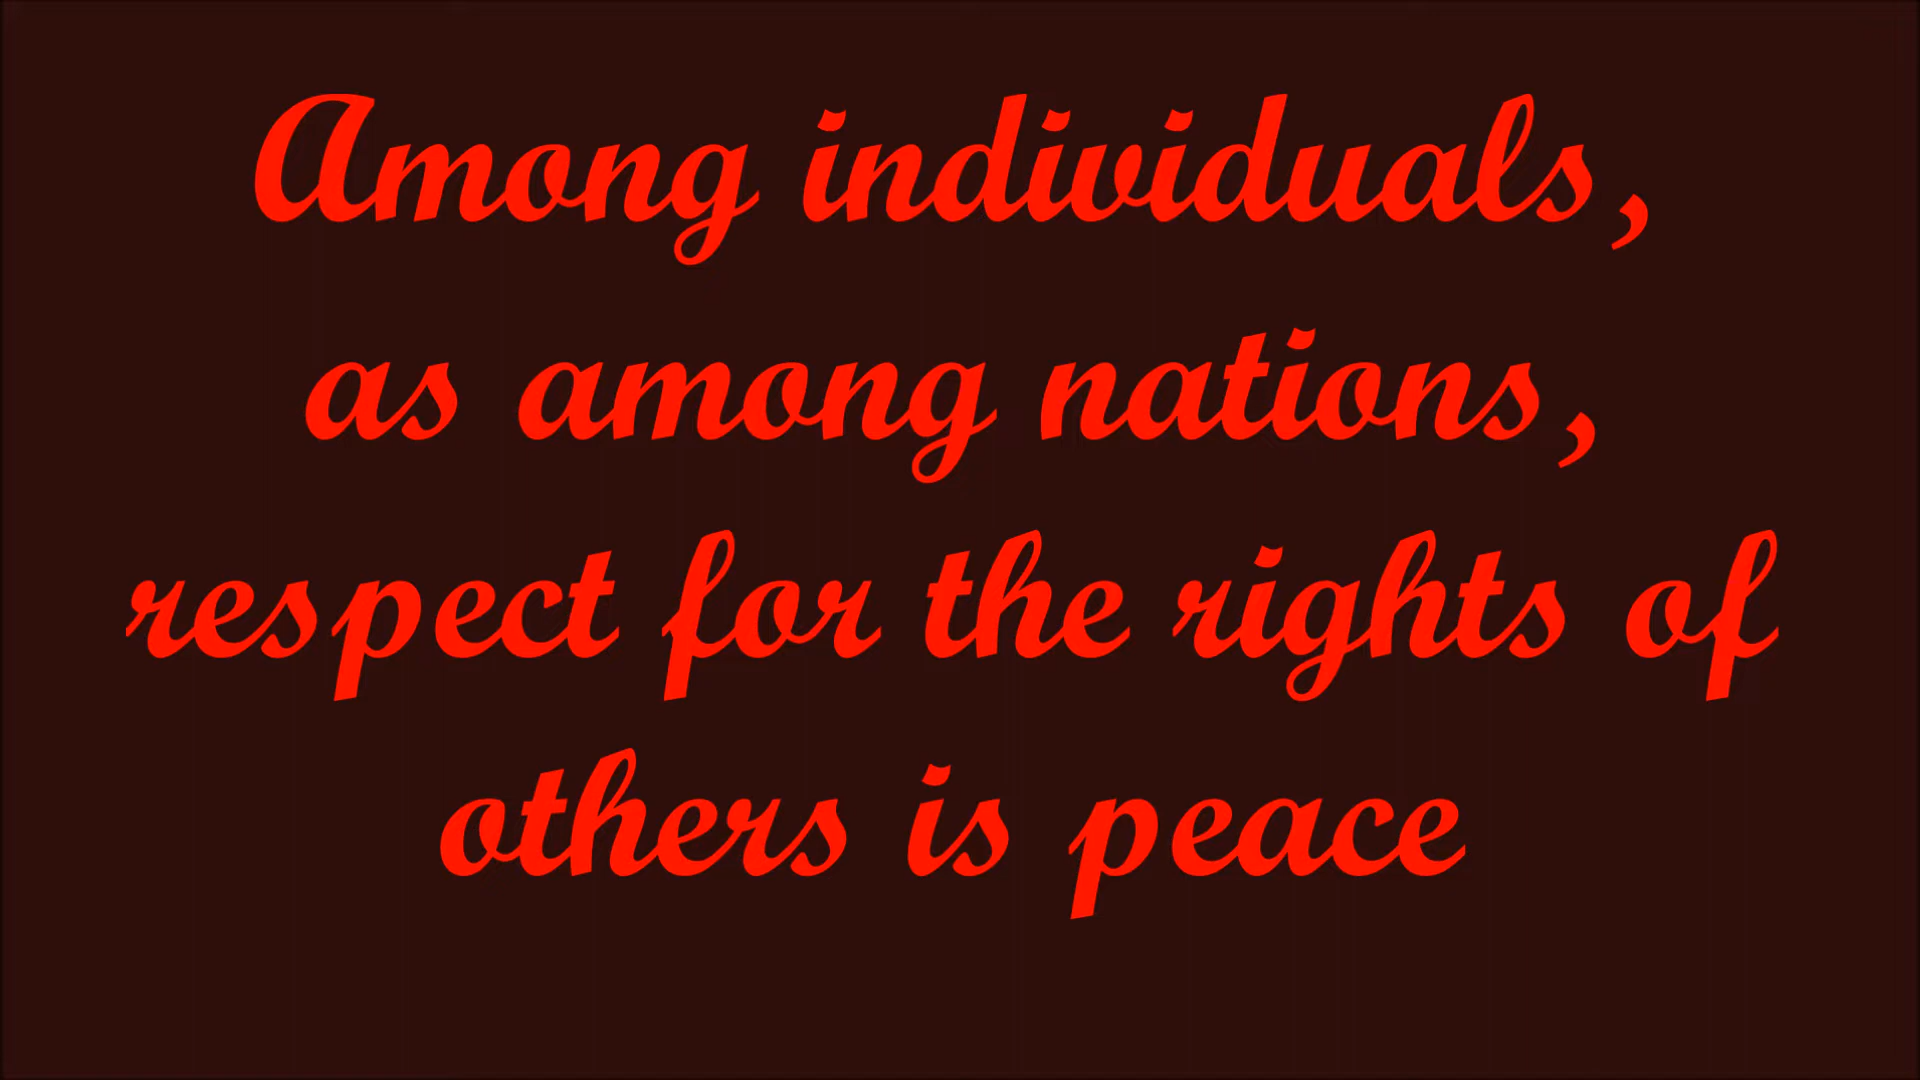 Among individuals,
as among nations,
respect for the rights of
others is peace